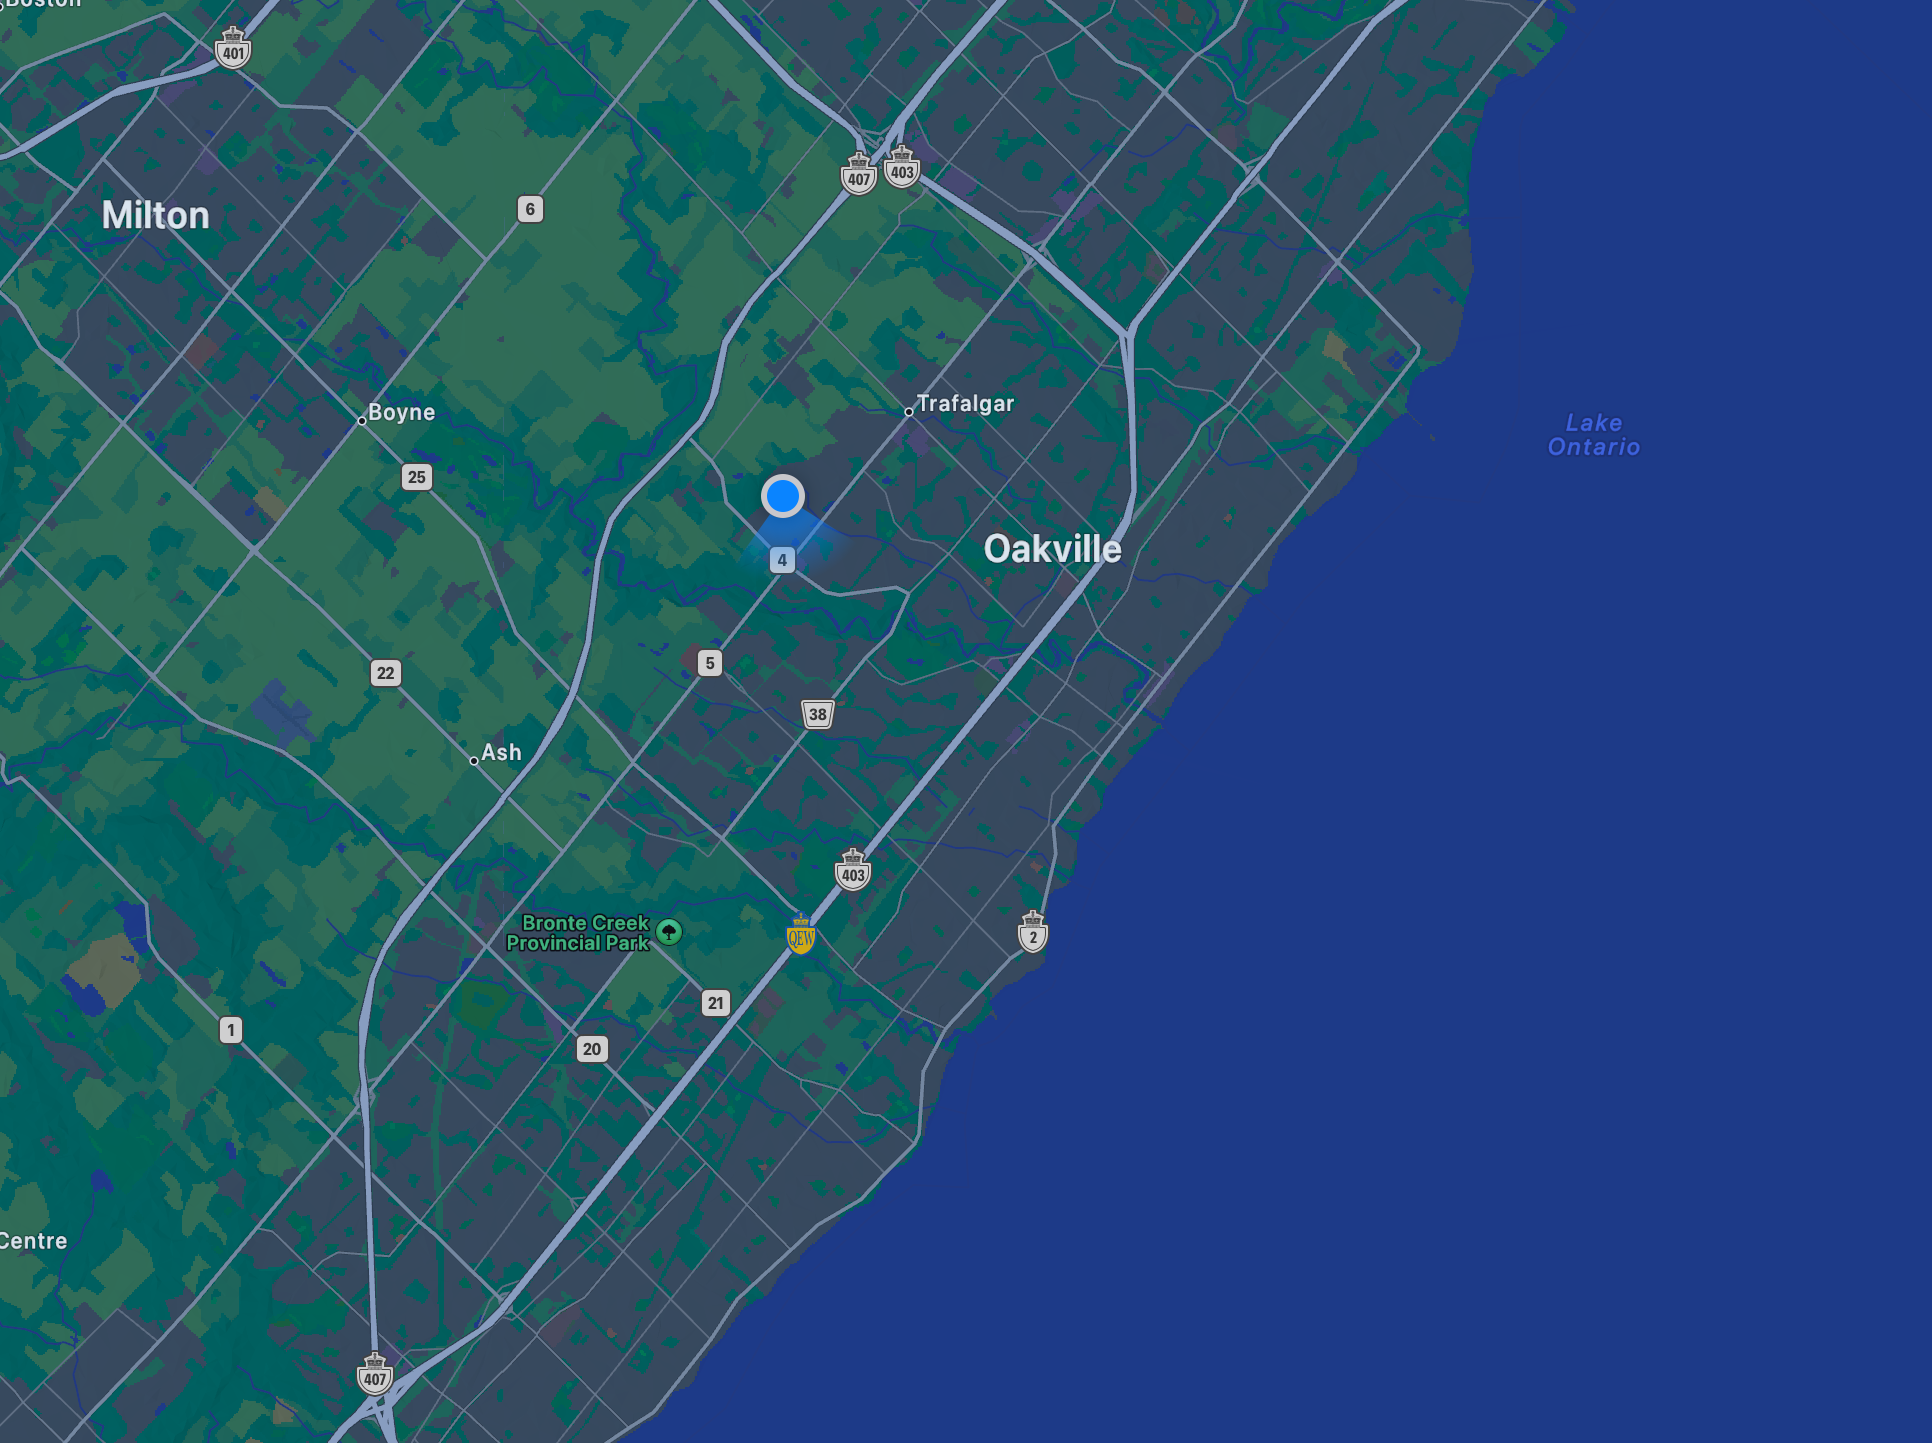 Boston
401
407
403
6
Milton
Trafalgar
Boyne
Lake
Ontario
25
Oakville
4
5
22
38
Ash
403
Bronte Creek
Provincial Park
QEW
2
21
1
20
Centre
407